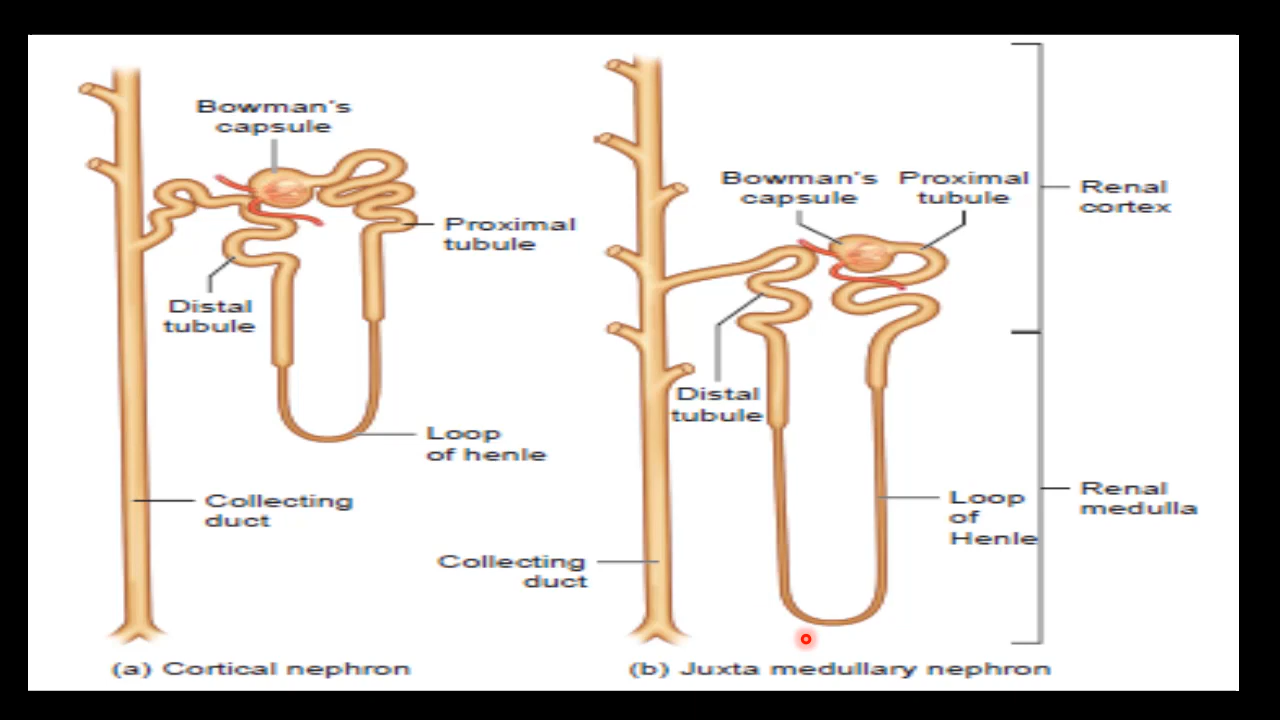 Bowman's
capsule
Proximal
tubule
Distal
tubule
Loop
of henle
Collecting
duct
(a) Cortical nephron
Bowman's
capsule
Proximal
tubule
Renal
cortex
Distal
tubule
Loop
of
Henle
Renal
medulla
Collecting
duct
(b) Juxta medullary nephron